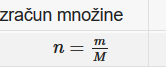 zračun množine
n = m/M